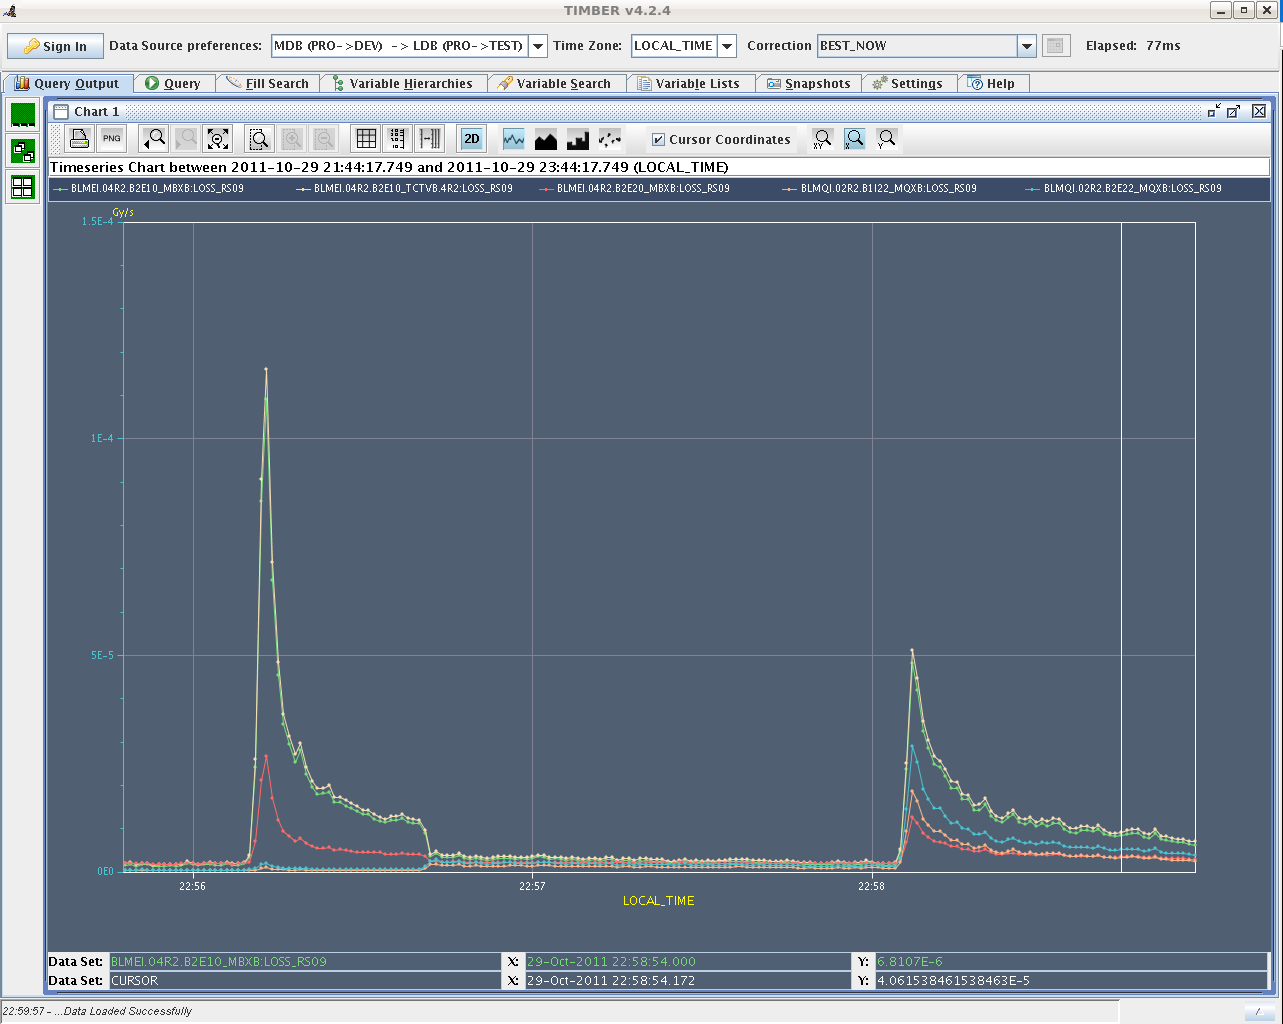 TIMBER v4.2.4
Sign In Data Source preferences: MDB (PRO->DEV) -> LDB (PRO->TEST) Time Zone: LOCAL_TIME Correction BEST_NOW Elapsed: 77ms
Query Output Query Fill Search Variable Hierarchies Variable Search Variable Lists Snapshots Settings Help
Chart 1
PNG 2D Cursor Coordinates XY X Y
Timeseries Chart between 2011-10-29 21:44:17.749 and 2011-10-29 23:44:17.749 (LOCAL_TIME)
BLMEI.04R2.B2E10_MBXB:LOSS_RS09 BLMEI.04R2.B2E10_TCTVB.4R2:LOSS_RS09 BLMEI.04R2.B2E20_MBXB:LOSS_RS09 BLMQI.02R2.B1I22_MQXB:LOSS_RS09 BLMQI.02R2.B2E22_MQXB:LOSS_RS09
Gy/s
1.5E-4
1E-4
5E-5
0E0
22:56 22:57 22:58
LOCAL_TIME
Data Set: BLMEI.04R2.B2E10_MBXB:LOSS_RS09 X: 29-Oct-2011 22:58:54.000 Y: 6.8107E-6
Data Set: CURSOR X: 29-Oct-2011 22:58:54.172 Y: 4.061538461538463E-5
22:59:57 - ...Data Loaded Successfully